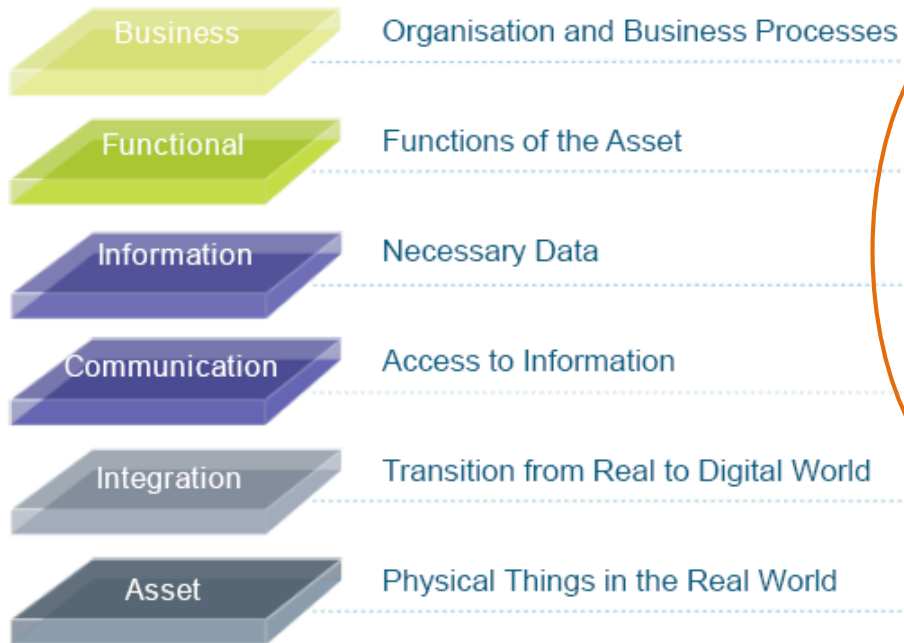 Business
Organisation and Business Processes
Functional
Functions of the Asset
Information
Necessary Data
Communication
Access to Information
Integration
Transition from Real to Digital World
Asset
Physical Things in the Real World